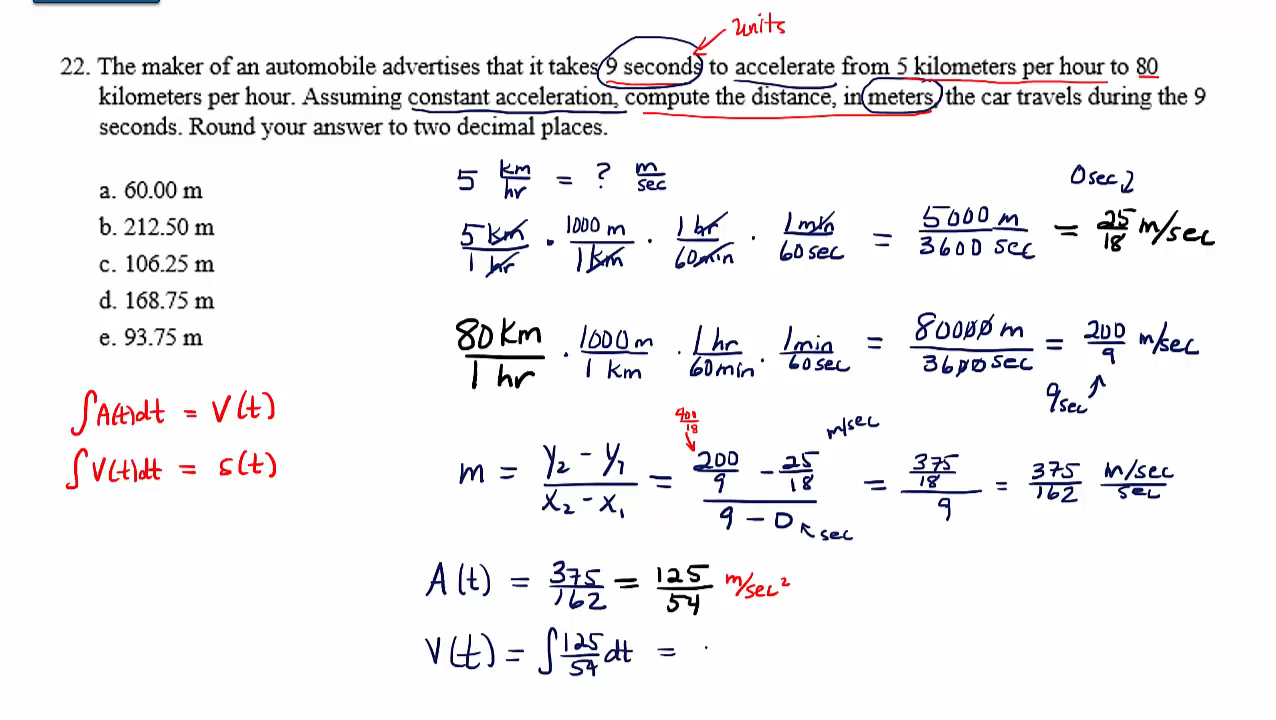 units
22. The maker of an automobile advertises that it takes 9 seconds to accelerate from 5 kilometers per hour to 80
kilometers per hour. Assuming constant acceleration, compute the distance, in meters, the car travels during the 9
seconds. Round your answer to two decimal places.
a. 60.00 m
b. 212.50 m
c. 106.25 m
d. 168.75 m
e. 93.75 m
5 km/hr = ? m/sec
0 sec
5 km/1 hr · 1000 m/1 km · 1 hr/60 min · 1 min/60 sec = 5000 m/3600 sec = 25/18 m/sec
80 km/1 hr · 1000 m/1 km · 1 hr/60 min · 1 min/60 sec = 80000 m/3600 sec = 200/9 m/sec
9 sec
∫A(t)dt = V(t)
∫V(t)dt = s(t)
400/18
m/sec
m = y₂ - y₁/x₂ - x₁ = 200/9 - 25/18/9 - 0 = 375/18/9 = 375/162 m/sec/sec
sec
A(t) = 375/162 = 125/54 m/sec²
V(t) = ∫125/54 dt =